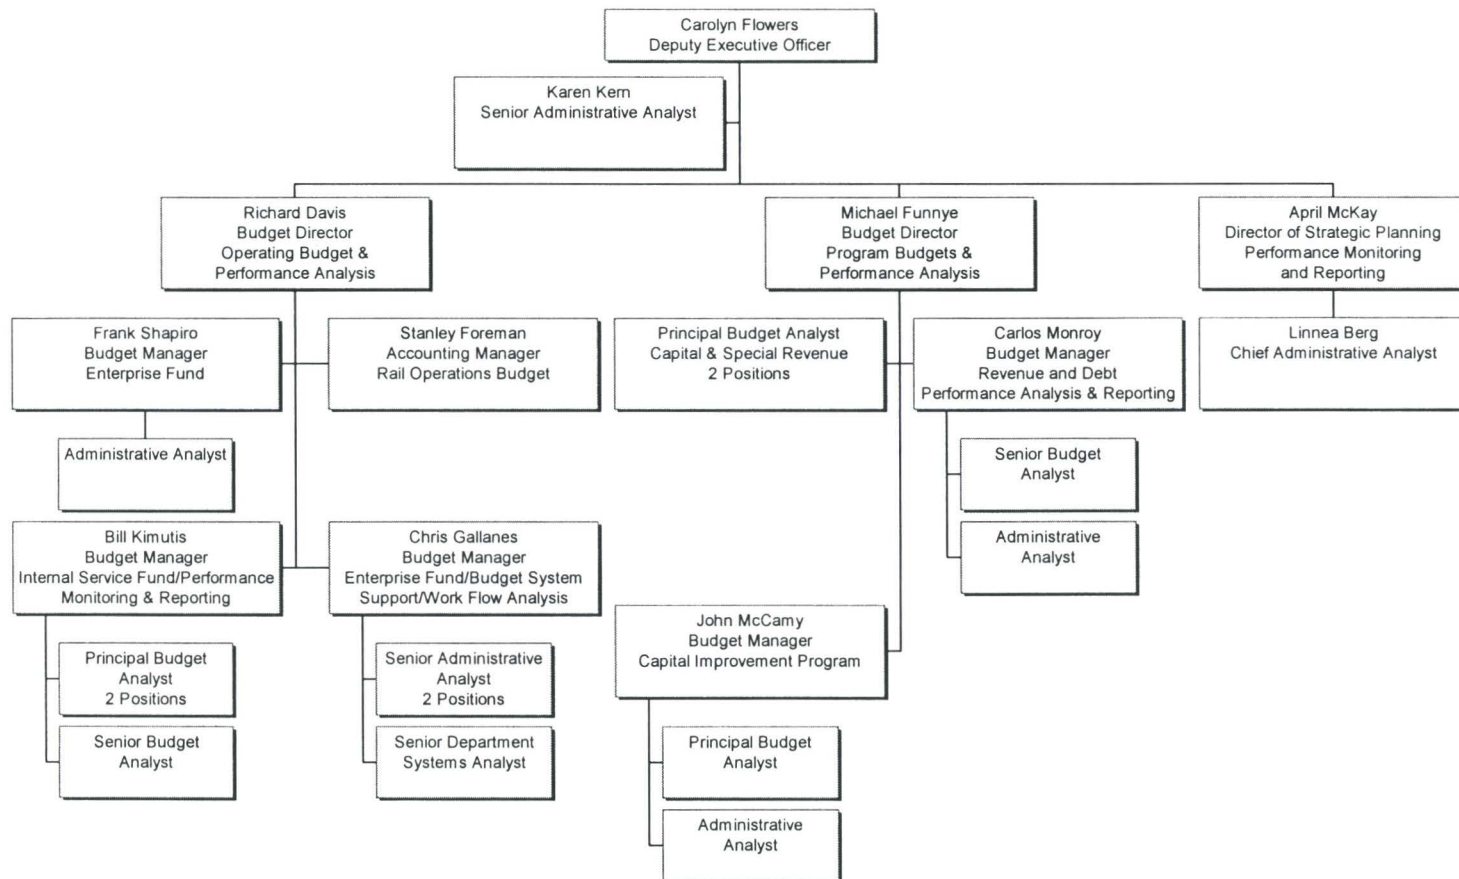 Carolyn Flowers
Deputy Executive Officer
Karen Kern
Senior Administrative Analyst
Richard Davis
Budget Director
Operating Budget &
Performance Analysis
Michael Funnye
Budget Director
Program Budgets &
Performance Analysis
April McKay
Director of Strategic Planning
Performance Monitoring
and Reporting
Frank Shapiro
Budget Manager
Enterprise Fund
Stanley Foreman
Accounting Manager
Rail Operations Budget
Principal Budget Analyst
Capital & Special Revenue
2 Positions
Carlos Monroy
Budget Manager
Revenue and Debt
Performance Analysis & Reporting
Linnea Berg
Chief Administrative Analyst
Administrative Analyst
Senior Budget
Analyst
Administrative
Analyst
Bill Kimutis
Budget Manager
Internal Service Fund/Performance
Monitoring & Reporting
Chris Gallanes
Budget Manager
Enterprise Fund/Budget System
Support/Work Flow Analysis
John McCamy
Budget Manager
Capital Improvement Program
Principal Budget
Analyst
2 Positions
Senior Budget
Analyst
Senior Administrative
Analyst
2 Positions
Senior Department
Systems Analyst
Principal Budget
Analyst
Administrative
Analyst